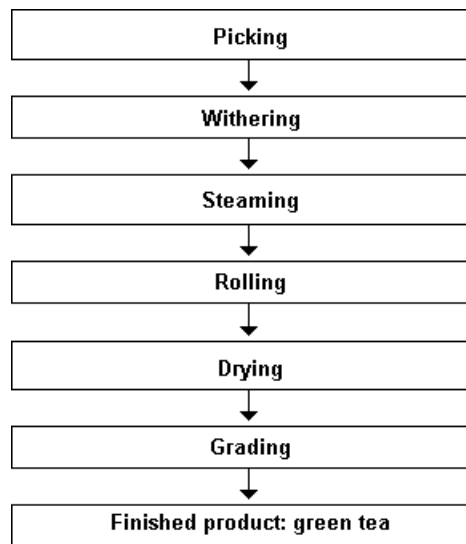 Picking
Withering
Steaming
Rolling
Drying
Grading
Finished product: green tea